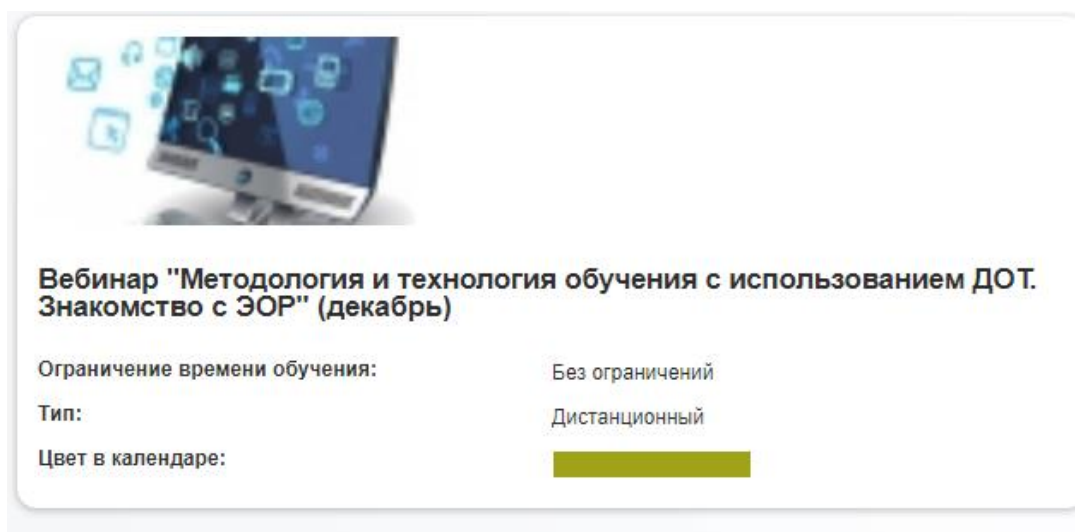 Вебинар "Методология и технология обучения с использованием ДОТ.
Знакомство с ЭОР" (декабрь)
Ограничение времени обучения: Без ограничений
Тип: Дистанционный
Цвет в календаре: